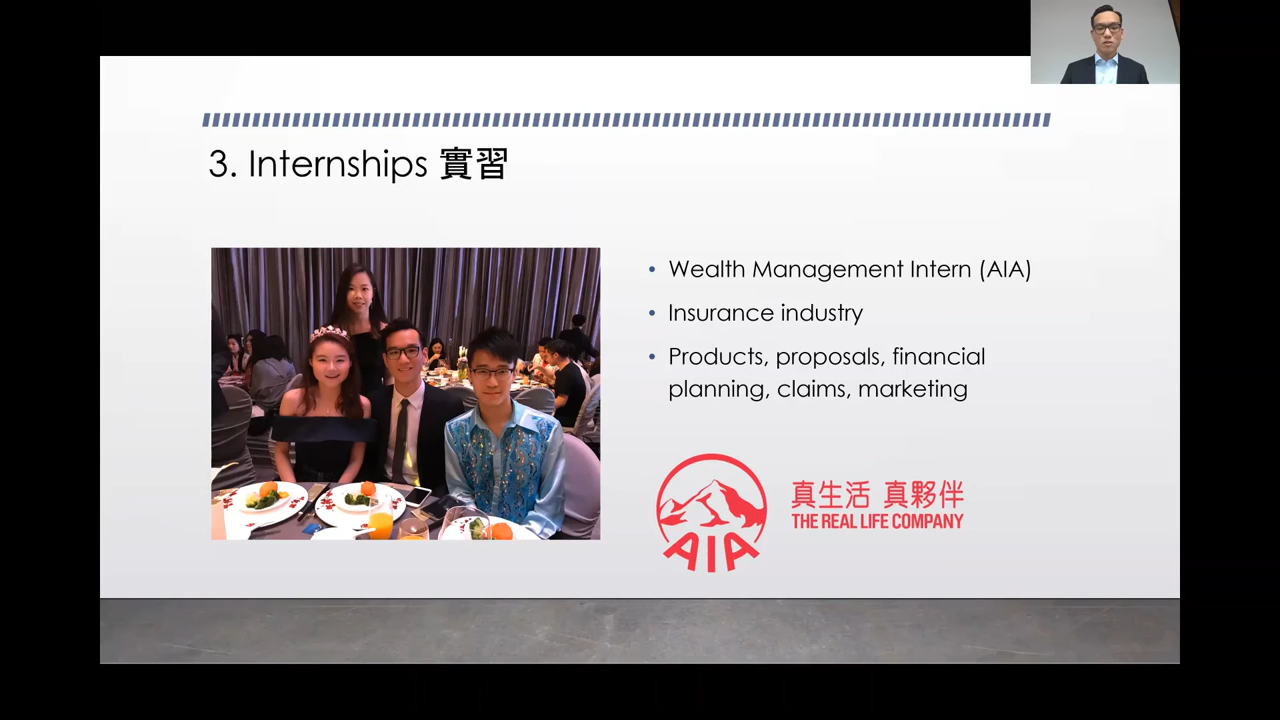 3. Internships 實習
• Wealth Management Intern (AIA)
• Insurance industry
• Products, proposals, financial
planning, claims, marketing
真生活 真夥伴
THE REAL LIFE COMPANY
AIA